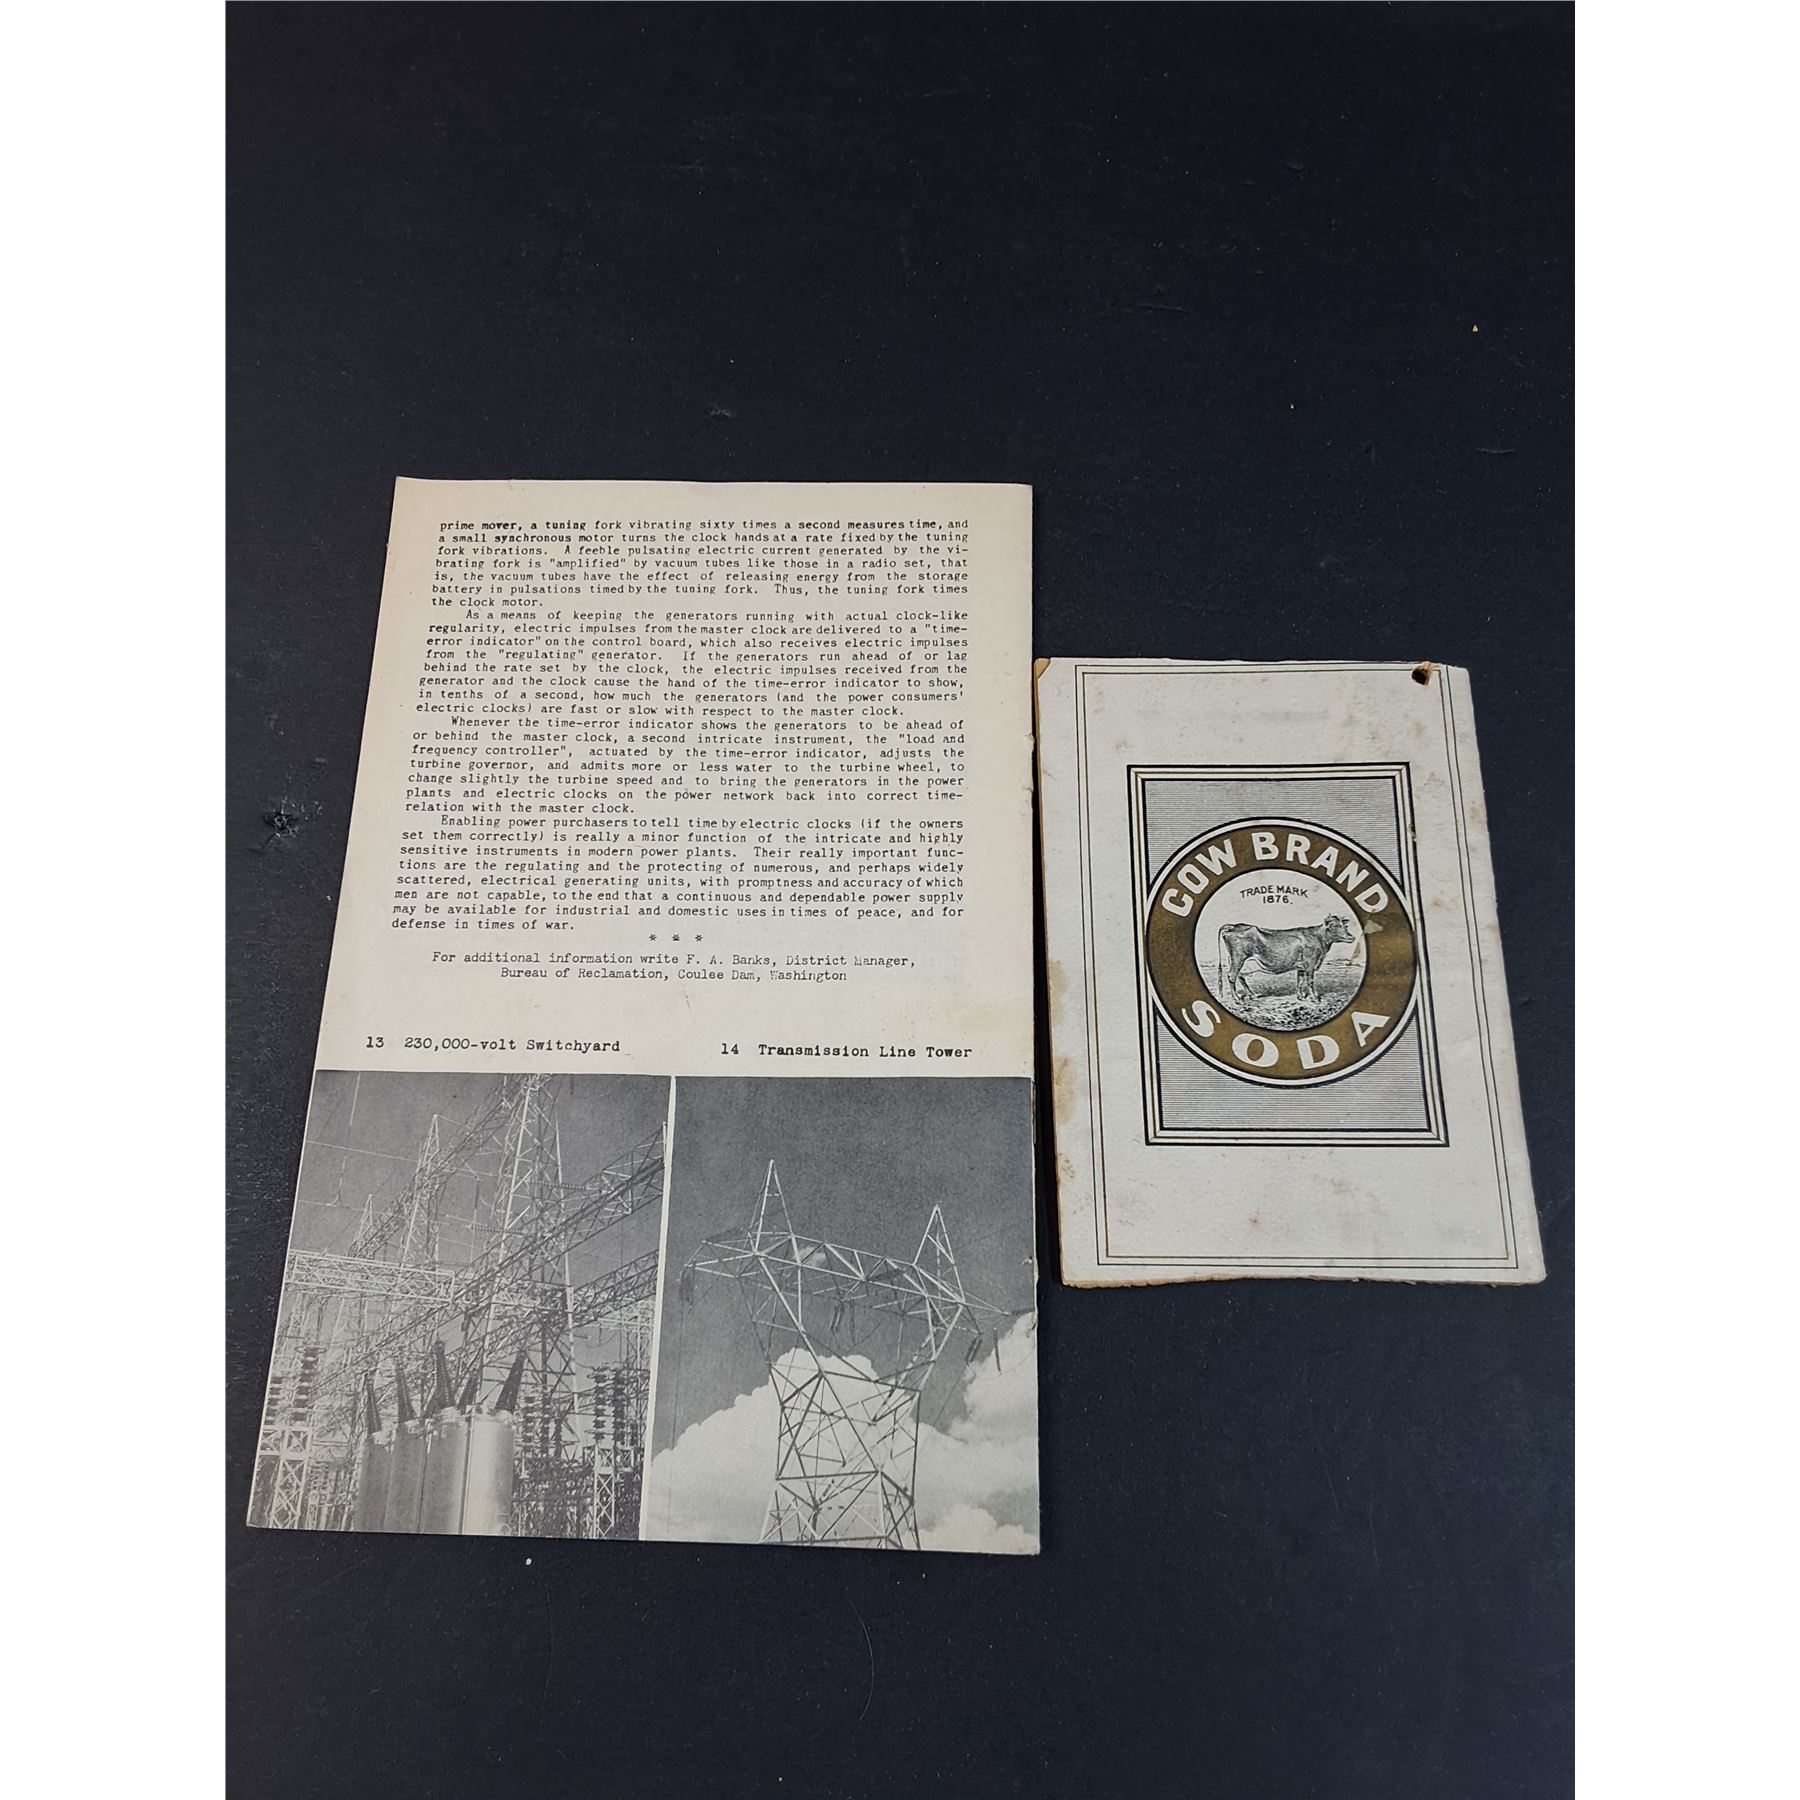 prime mover, a tuning fork vibrating sixty times a second measures time, and
a small synchronous motor turns the clock hands at a rate fixed by the tuning
fork vibrations. A feeble pulsating electric current generated by the vi-
brating fork is "amplified" by vacuum tubes like those in a radio set, that
is, the vacuum tubes have the effect of releasing energy from the storage
battery in pulsations timed by the tuning fork. Thus, the tuning fork times
the clock motor.
As a means of keeping the generators running with actual clock-like
regularity, electric impulses from the master clock are delivered to a "time-
error indicator" on the control board, which also receives electric impulses
from the "regulating" generator. If the generators run ahead of or lag
behind the rate set by the clock, the electric impulses received from the
generator and the clock cause the hand of the time-error indicator to show,
in tenths of a second, how much the generators (and the power consumers'
electric clocks) are fast or slow with respect to the master clock.
Whenever the time-error indicator shows the generators to be ahead of
or behind the master clock, a second intricate instrument, the "load and
frequency controller", actuated by the time-error indicator, adjusts the
turbine governor, and admits more or less water to the turbine wheel, to
change slightly the turbine speed and to bring the generators in the power
plants and electric clocks on the power network back into correct time-
relation with the master clock.
Enabling power purchasers to tell time by electric clocks (if the owners
set them correctly) is really a minor function of the intricate and highly
sensitive instruments in modern power plants. Their really important func-
tions are the regulating and the protecting of numerous, and perhaps widely
scattered, electrical generating units, with promptness and accuracy of which
men are not capable, to the end that a continuous and dependable power supply
may be available for industrial and domestic uses in times of peace, and for
defense in times of war.
* * *
For additional information write F. A. Banks, District Manager,
Bureau of Reclamation, Coulee Dam, Washington
13 230,000-volt Switchyard
14 Transmission Line Tower
COW BRAND
TRADE MARK
1876.
SODA